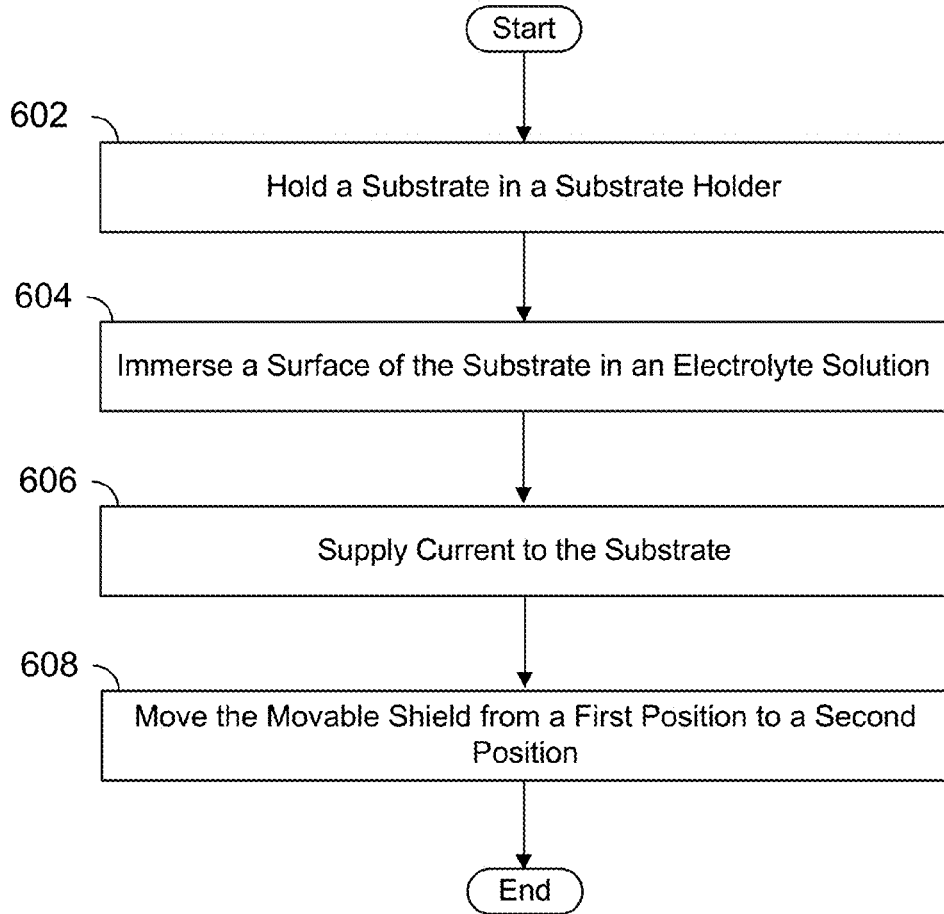 Start
602
Hold a Substrate in a Substrate Holder
604
Immerse a Surface of the Substrate in an Electrolyte Solution
606
Supply Current to the Substrate
608
Move the Movable Shield from a First Position to a Second
Position
End